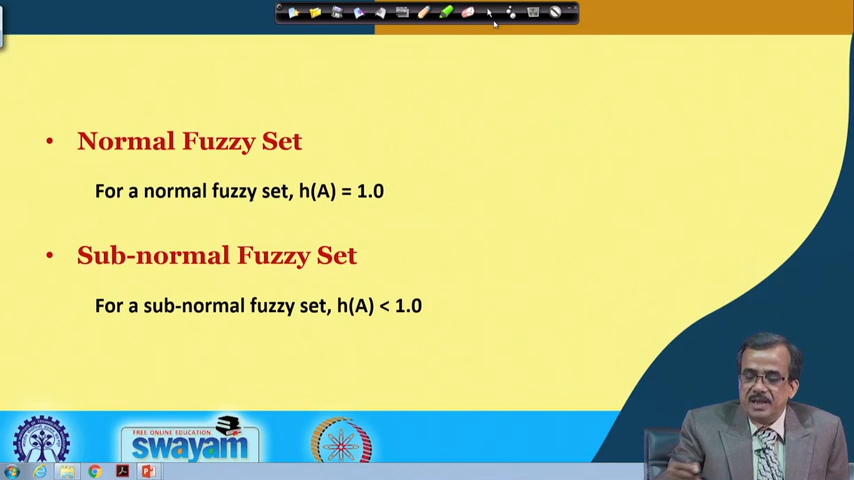 • Normal Fuzzy Set
For a normal fuzzy set, h(A) = 1.0
• Sub-normal Fuzzy Set
For a sub-normal fuzzy set, h(A) < 1.0
FREE ONLINE EDUCATION
swayam